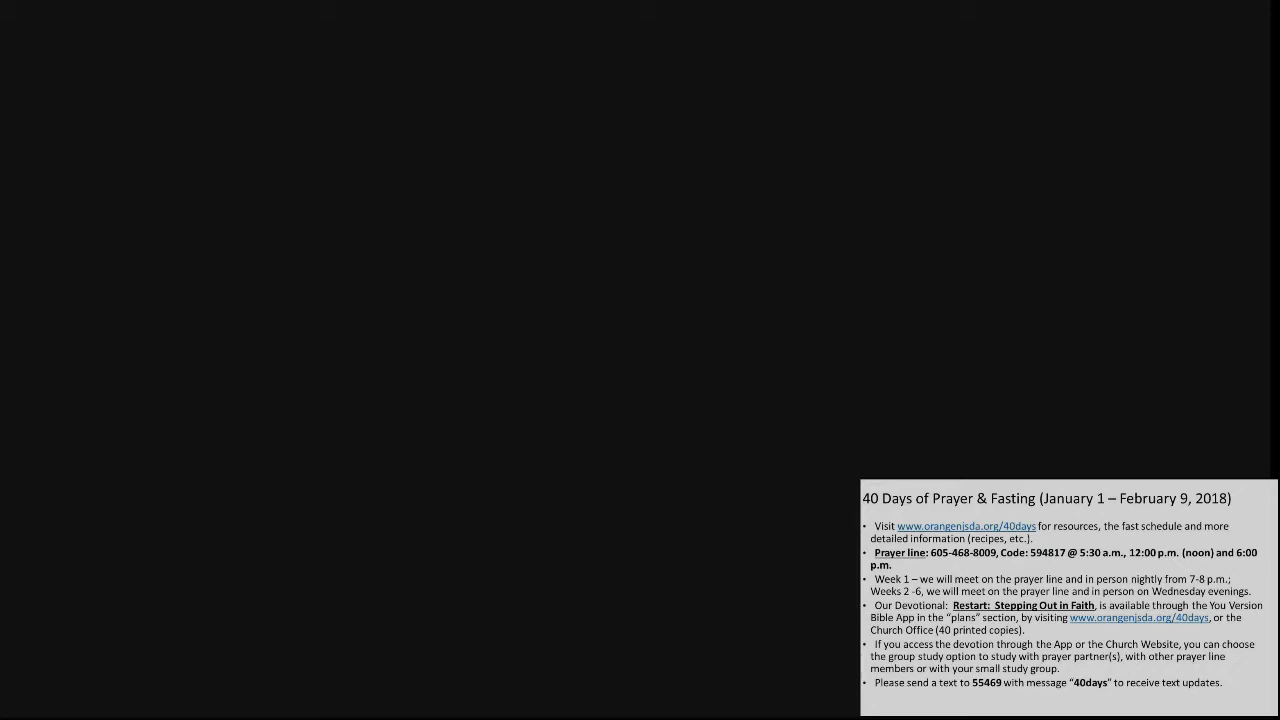 40 Days of Prayer & Fasting (January 1 – February 9, 2018)
• Visit www.orangenjsda.org/40days for resources, the fast schedule and more
detailed information (recipes, etc.).
• Prayer line: 605-468-8009, Code: 594817 @ 5:30 a.m., 12:00 p.m. (noon) and 6:00
p.m.
• Week 1 – we will meet on the prayer line and in person nightly from 7-8 p.m.;
Weeks 2 -6, we will meet on the prayer line and in person on Wednesday evenings.
• Our Devotional: Restart: Stepping Out in Faith, is available through the You Version
Bible App in the “plans” section, by visiting www.orangenjsda.org/40days, or the
Church Office (40 printed copies).
• If you access the devotion through the App or the Church Website, you can choose
the group study option to study with prayer partner(s), with other prayer line
members or with your small study group.
• Please send a text to 55469 with message “40days” to receive text updates.